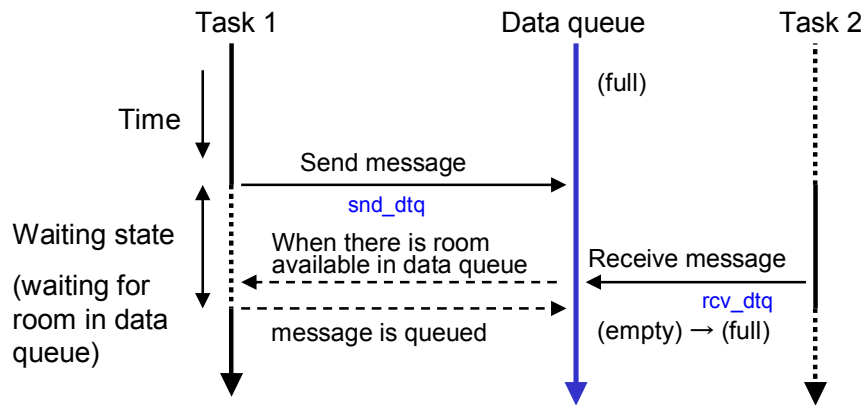 Task 1
Data queue
Task 2
(full)
Time
Send message
snd_dtq
Waiting state
(waiting for
room in data
queue)
When there is room
available in data queue
Receive message
rcv_dtq
message is queued
(empty) → (full)